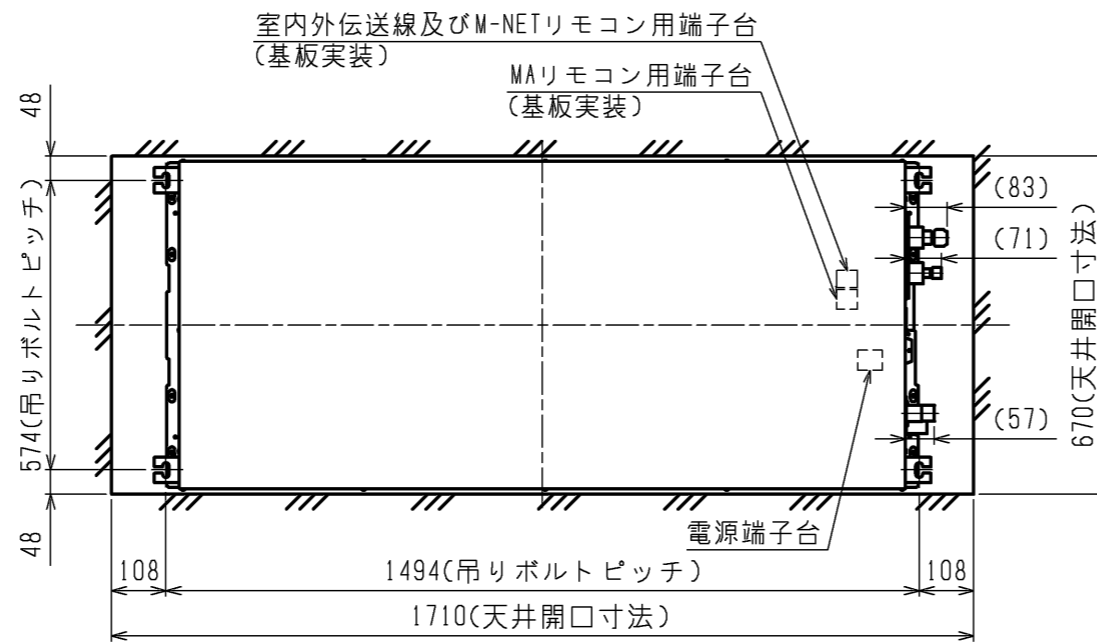 室内外伝送線及びM-NETリモコン用端子台
(基板実装)
MAリモコン用端子台
(基板実装)
48
574(吊りボルトピッチ)
48
(83)
(71)
(57)
670(天井開口寸法)
電源端子台
108
1494(吊りボルトピッチ)
108
1710(天井開口寸法)